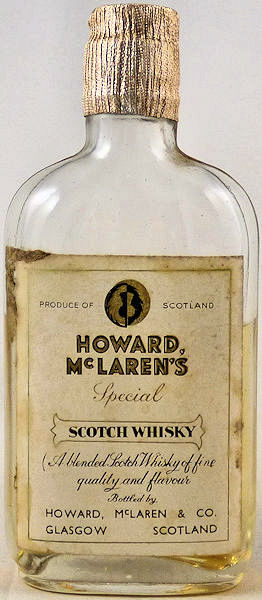 PRODUCE OF SCOTLAND
HOWARD,
McLAREN'S
Special
SCOTCH WHISKY
A blended Scotch Whisky of fine
quality and flavour
Bottled by
HOWARD, McLAREN & CO.
GLASGOW SCOTLAND